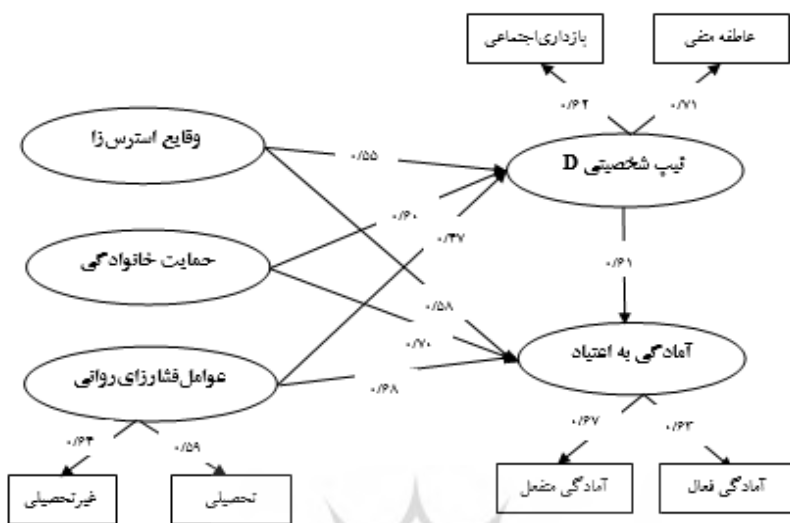 بازداری اجتماعی
عاطفه منفی
۰/۶۲
۰/۷۱
وقایع استرس‌زا
تیپ شخصیتی D
۰/۵۵
۰/۶۰
۰/۴۷
حمایت خانوادگی
۰/۶۱
۰/۵۸
۰/۷۰
آمادگی به اعتیاد
عوامل‌فشارزای‌روانی
۰/۶۸
۰/۶۴
۰/۵۹
۰/۶۷
۰/۶۳
غیرتحصیلی
تحصیلی
آمادگی منفعل
آمادگی فعال